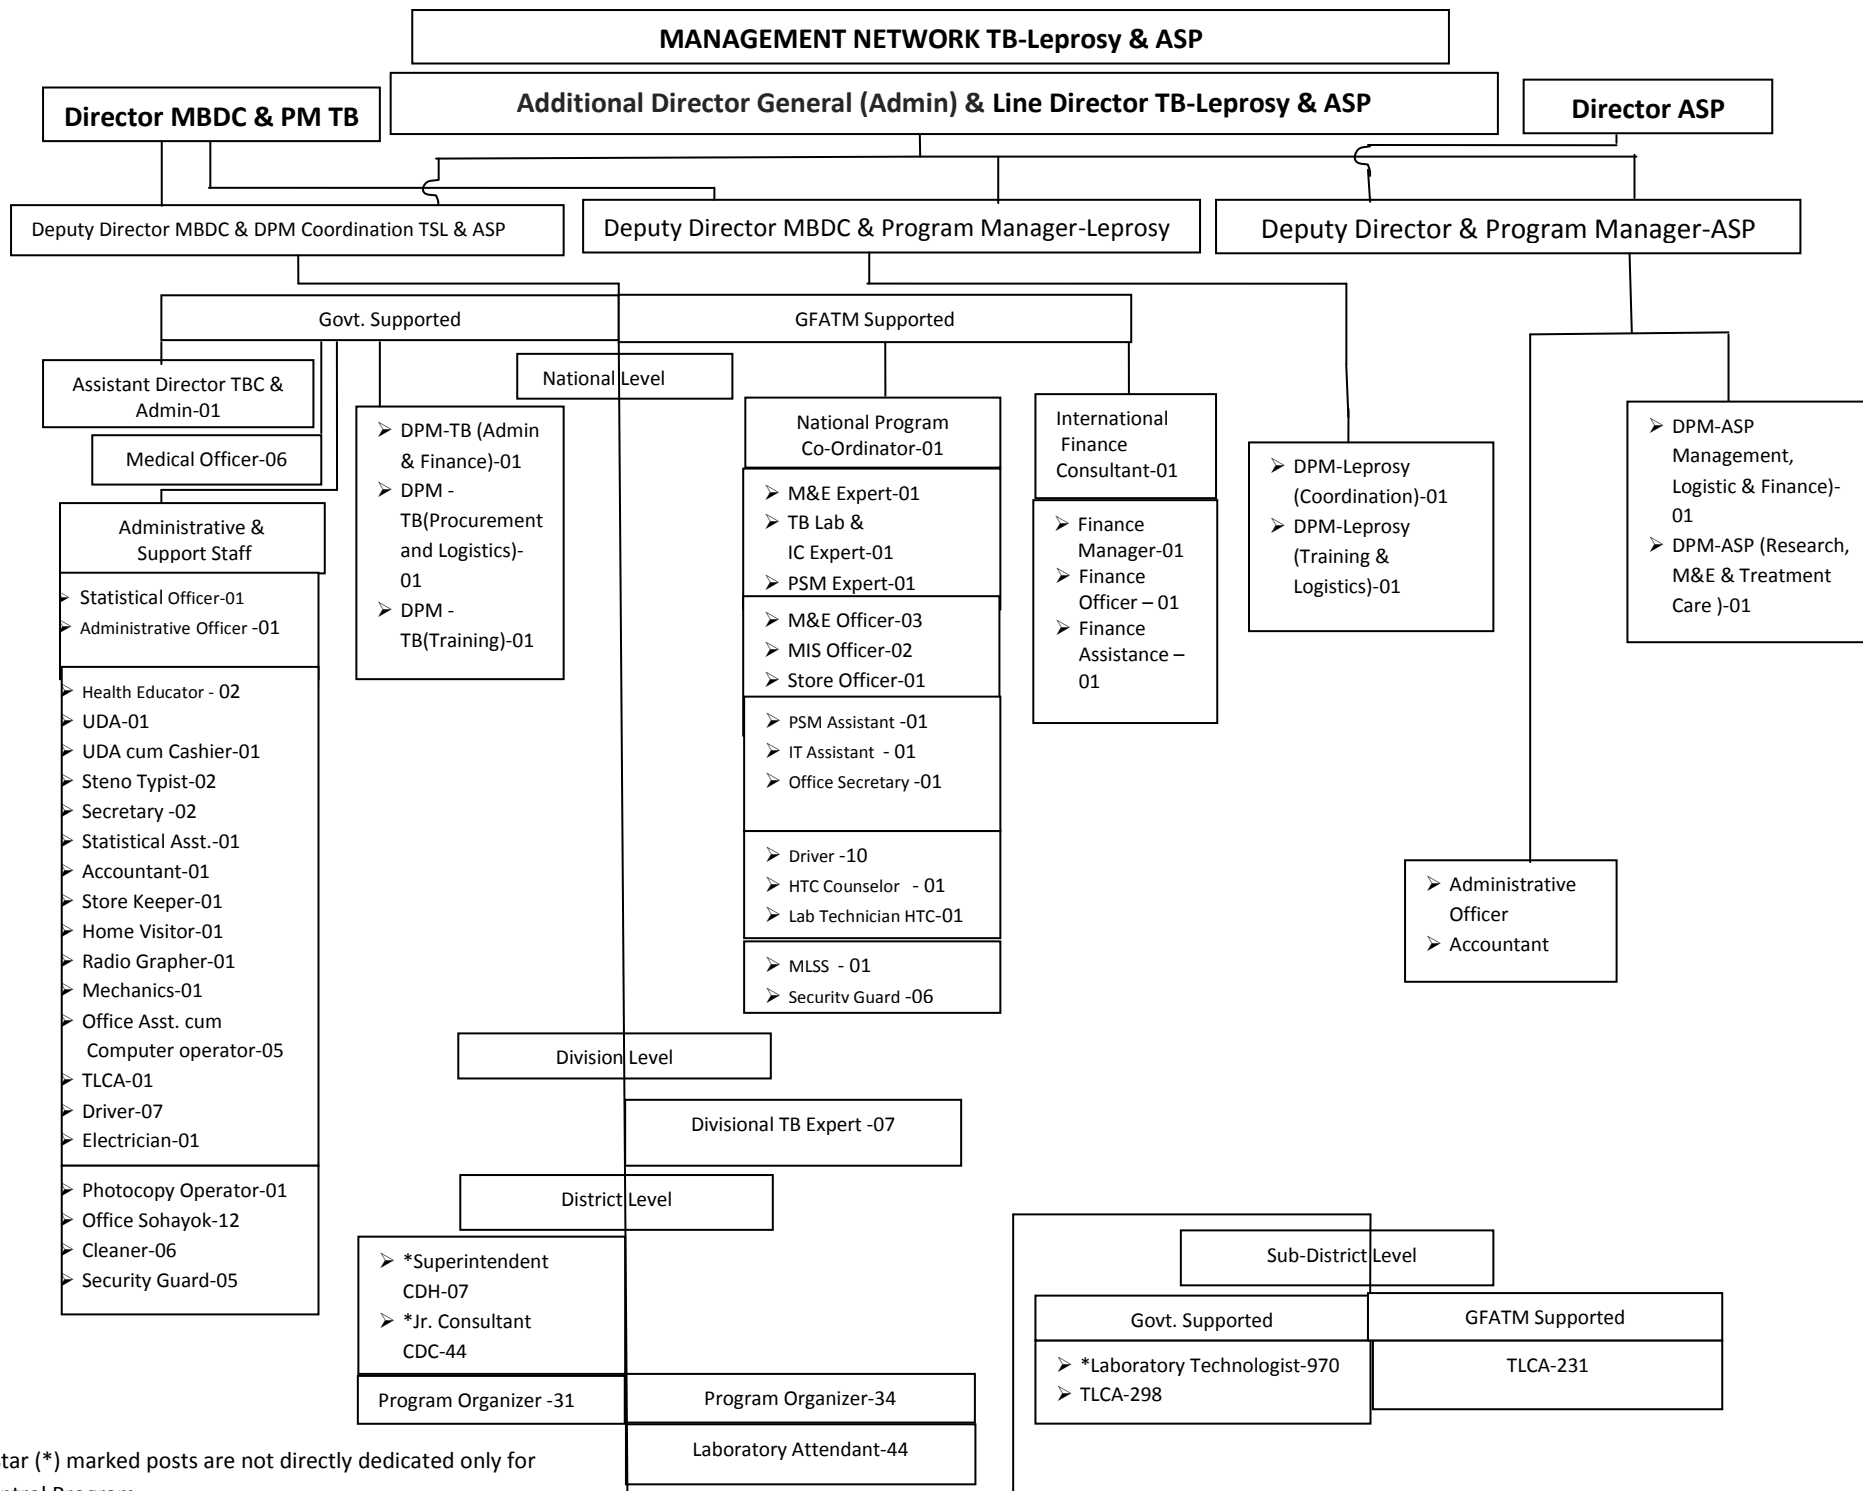 MANAGEMENT NETWORK TB-Leprosy & ASP
Director MBDC & PM TB
Additional Director General (Admin) & Line Director TB-Leprosy & ASP
Director ASP
Deputy Director MBDC & DPM Coordination TSL & ASP
Deputy Director MBDC & Program Manager-Leprosy
Deputy Director & Program Manager-ASP
Govt. Supported
GFATM Supported
National Level
Assistant Director TBC &
Admin-01
Medical Officer-06
Administrative &
Support Staff
➢ Statistical Officer-01
➢ Administrative Officer -01
➢ Health Educator - 02
➢ UDA-01
➢ UDA cum Cashier-01
➢ Steno Typist-02
➢ Secretary -02
➢ Statistical Asst.-01
➢ Accountant-01
➢ Store Keeper-01
➢ Home Visitor-01
➢ Radio Grapher-01
➢ Mechanics-01
➢ Office Asst. cum
Computer operator-05
➢ TLCA-01
➢ Driver-07
➢ Electrician-01
➢ Photocopy Operator-01
➢ Office Sohayok-12
➢ Cleaner-06
➢ Security Guard-05
➢ DPM-TB (Admin
& Finance)-01
➢ DPM -
TB(Procurement
and Logistics)-
01
➢ DPM -
TB(Training)-01
National Program
Co-Ordinator-01
➢ M&E Expert-01
➢ TB Lab &
IC Expert-01
➢ PSM Expert-01
➢ M&E Officer-03
➢ MIS Officer-02
➢ Store Officer-01
➢ PSM Assistant -01
➢ IT Assistant - 01
➢ Office Secretary -01
➢ Driver -10
➢ HTC Counselor - 01
➢ Lab Technician HTC-01
➢ MLSS - 01
➢ Security Guard -06
International
Finance
Consultant-01
➢ Finance
Manager-01
➢ Finance
Officer – 01
➢ Finance
Assistance –
01
➢ DPM-Leprosy
(Coordination)-01
➢ DPM-Leprosy
(Training &
Logistics)-01
➢ DPM-ASP
Management,
Logistic & Finance)-
01
➢ DPM-ASP (Research,
M&E & Treatment
Care )-01
➢ Administrative
Officer
➢ Accountant
Division Level
Divisional TB Expert -07
District Level
➢ *Superintendent
CDH-07
➢ *Jr. Consultant
CDC-44
Program Organizer -31
Program Organizer-34
Laboratory Attendant-44
Sub-District Level
Govt. Supported
GFATM Supported
➢ *Laboratory Technologist-970
➢ TLCA-298
TLCA-231
tar (*) marked posts are not directly dedicated only for